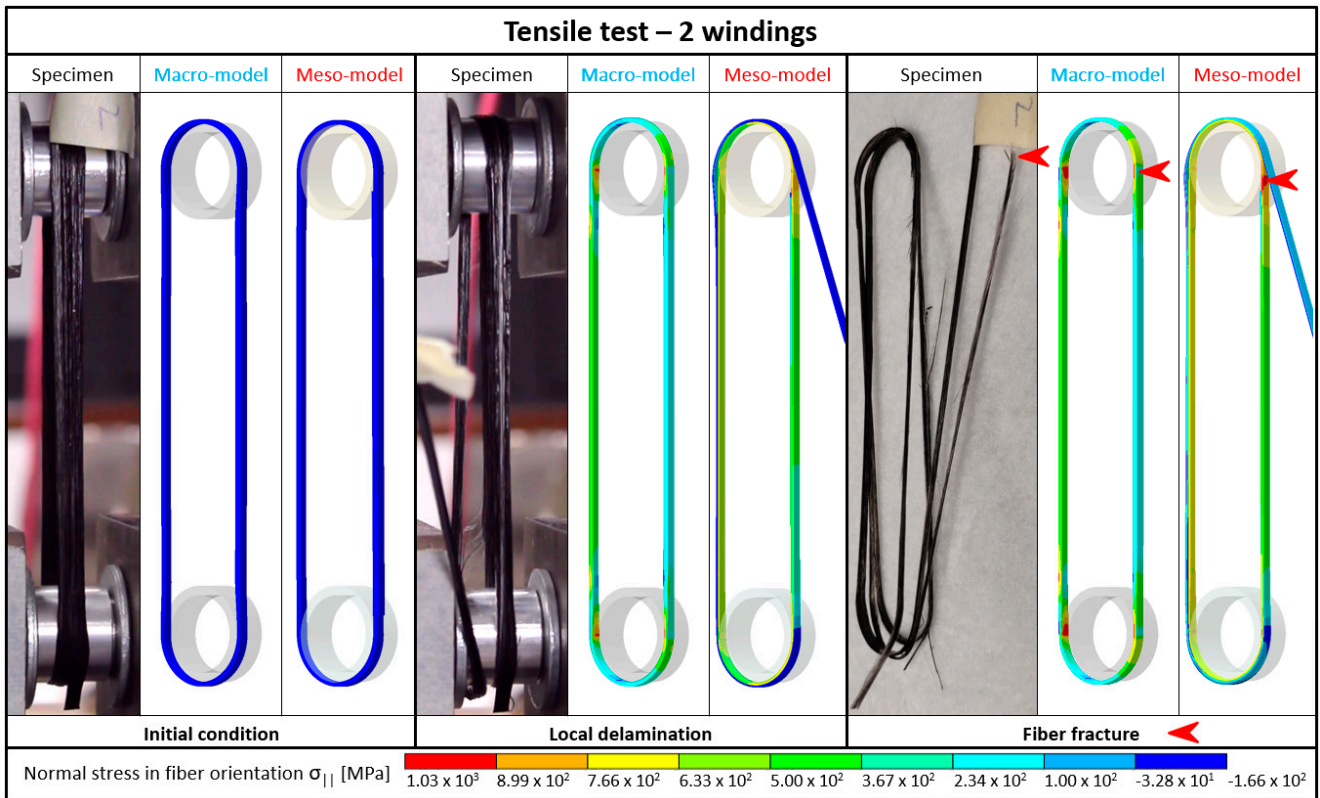 Tensile test – 2 windings
Specimen Macro-model Meso-model Specimen Macro-model Meso-model Specimen Macro-model Meso-model
Initial condition Local delamination Fiber fracture
Normal stress in fiber orientation σ|| [MPa] 1.03 x 10³ 8.99 x 10² 7.66 x 10² 6.33 x 10² 5.00 x 10² 3.67 x 10² 2.34 x 10² 1.00 x 10² -3.28 x 10¹ -1.66 x 10²